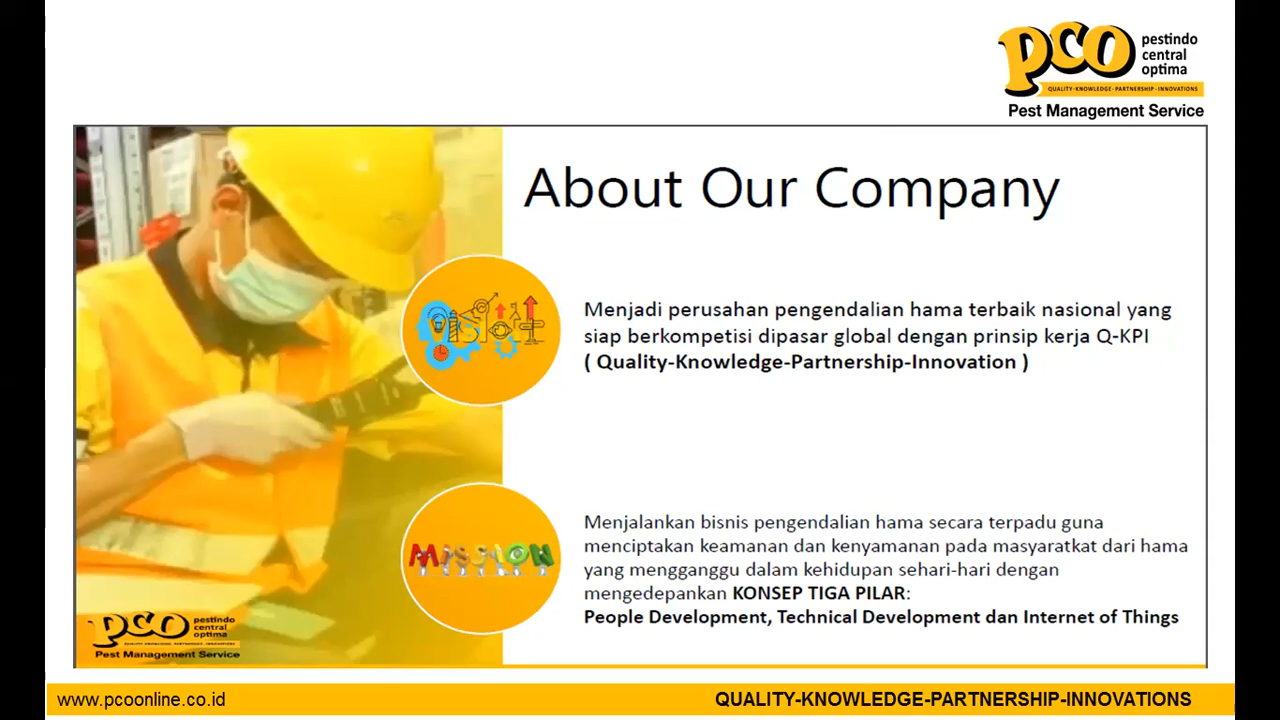 pco
pestindo
central
optima
QUALITY-KNOWLEDGE-PARTNERSHIP-INNOVATIONS
Pest Management Service
About Our Company
VISION
Menjadi perusahan pengendalian hama terbaik nasional yang
siap berkompetisi dipasar global dengan prinsip kerja Q-KPI
( Quality-Knowledge-Partnership-Innovation )
MISSION
Menjalankan bisnis pengendalian hama secara terpadu guna
menciptakan keamanan dan kenyamanan pada masyaratkat dari hama
yang mengganggu dalam kehidupan sehari-hari dengan
mengedepankan KONSEP TIGA PILAR:
People Development, Technical Development dan Internet of Things
pco
pestindo
central
optima
Pest Management Service
www.pcoonline.co.id
QUALITY-KNOWLEDGE-PARTNERSHIP-INNOVATIONS